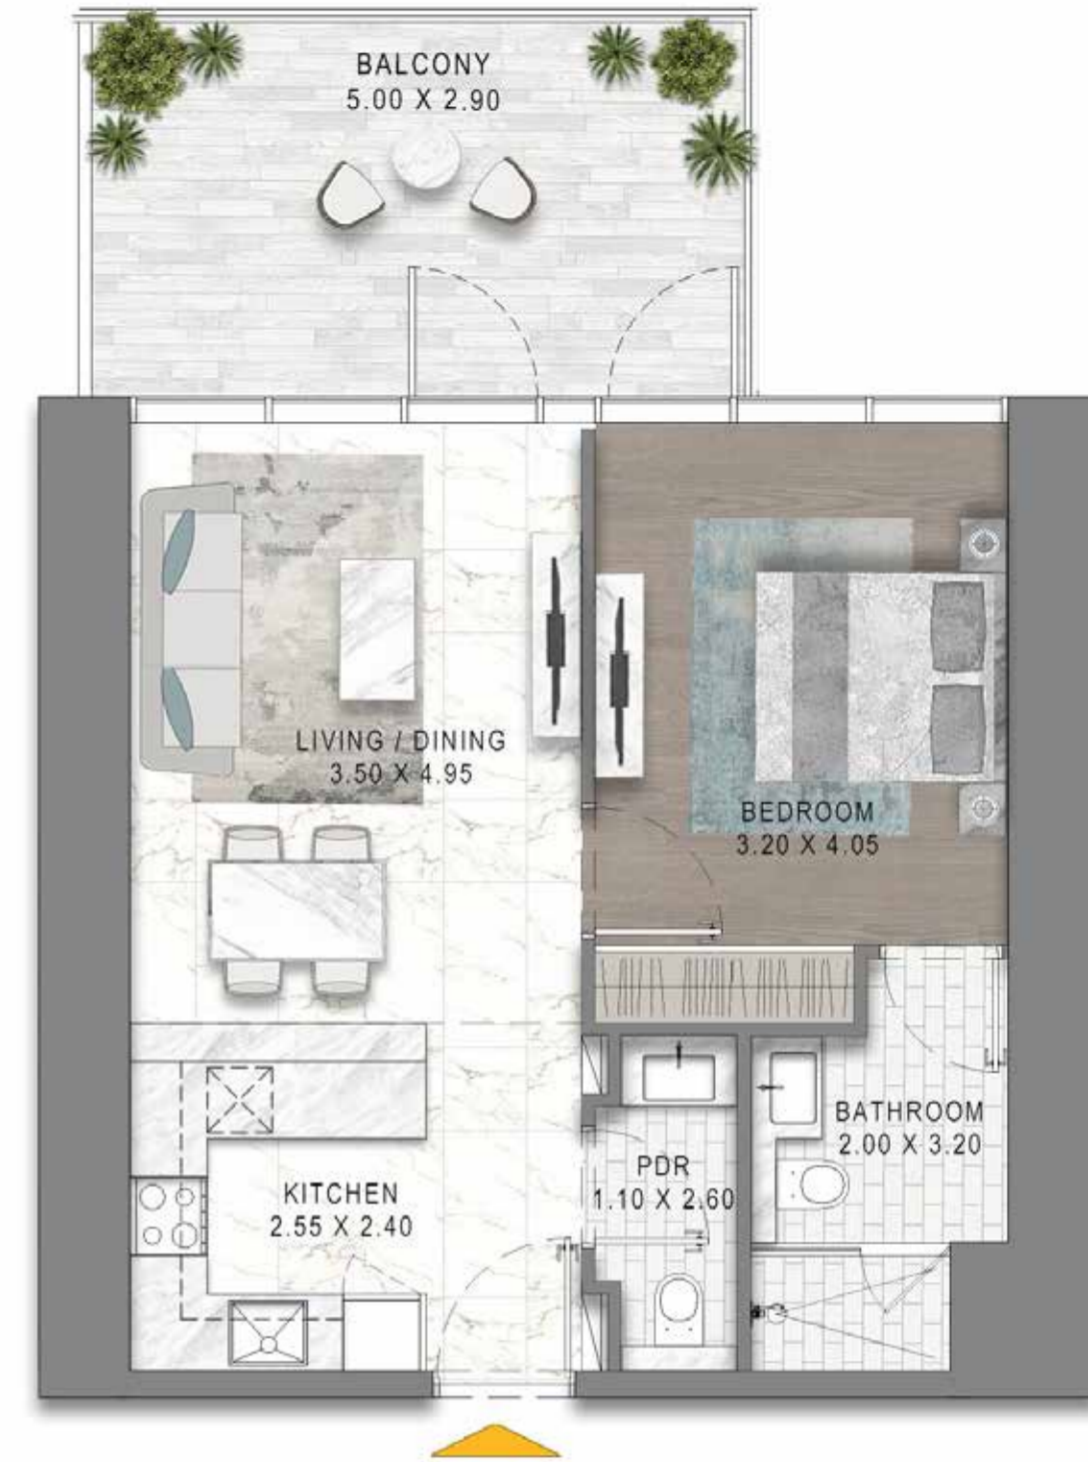 BALCONY
5.00 X 2.90
LIVING / DINING
3.50 X 4.95
BEDROOM
3.20 X 4.05
BATHROOM
2.00 X 3.20
PDR
1.10 X 2.60
KITCHEN
2.55 X 2.40